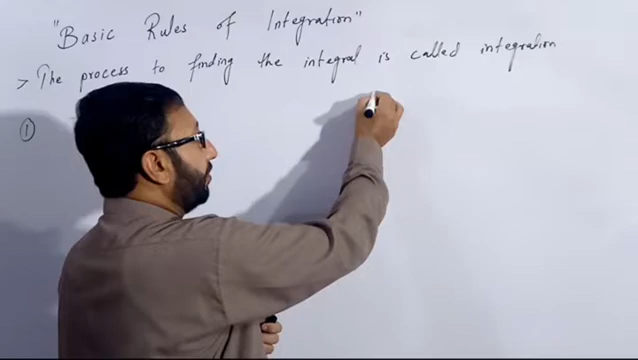 "Basic Rules of Integration"
> The process to finding the integral is called integration
①